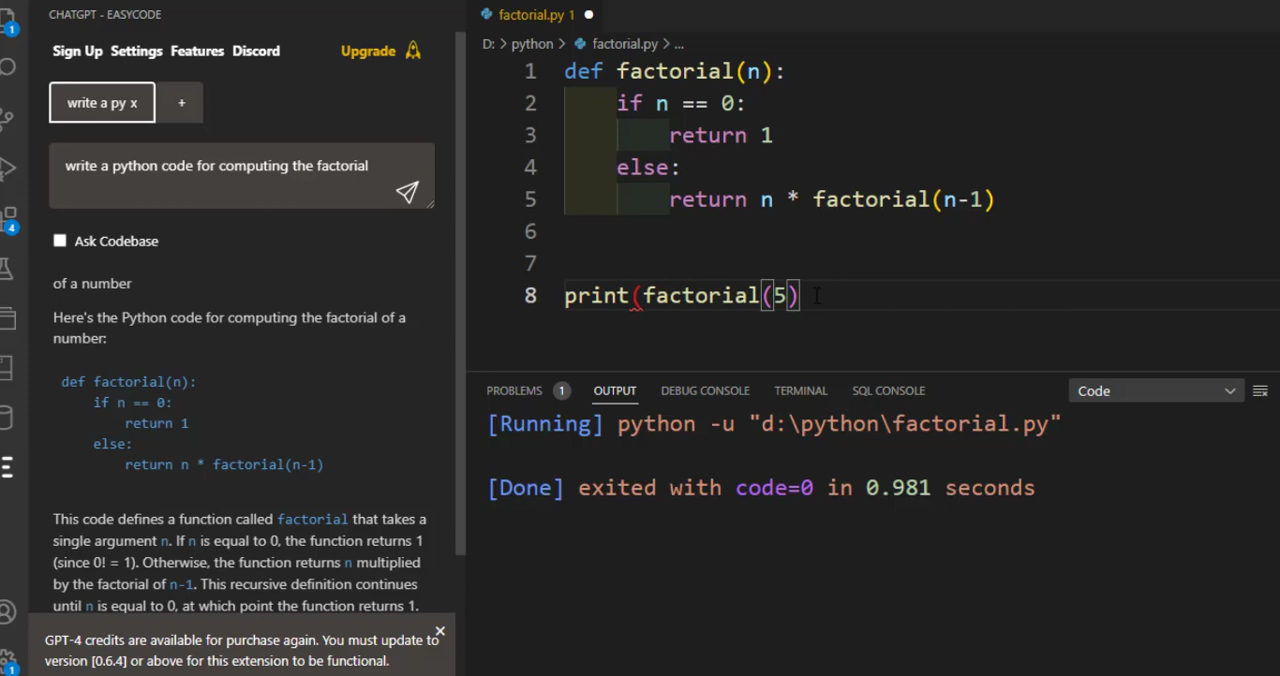 CHATGPT - EASYCODE
Sign Up Settings Features Discord Upgrade
write a py x +
write a python code for computing the factorial
Ask Codebase
of a number
Here's the Python code for computing the factorial of a
number:
def factorial(n):
    if n == 0:
        return 1
    else:
        return n * factorial(n-1)
This code defines a function called factorial that takes a
single argument n. If n is equal to 0, the function returns 1
(since 0! = 1). Otherwise, the function returns n multiplied
by the factorial of n-1. This recursive definition continues
until n is equal to 0, at which point the function returns 1.
GPT-4 credits are available for purchase again. You must update to
version [0.6.4] or above for this extension to be functional.
1
4
1
factorial.py 1
D: > python > factorial.py > ...
1 def factorial(n):
2     if n == 0:
3         return 1
4     else:
5         return n * factorial(n-1)
6
7
8 print(factorial(5)
PROBLEMS 1 OUTPUT DEBUG CONSOLE TERMINAL SQL CONSOLE Code
[Running] python -u "d:\python\factorial.py"
[Done] exited with code=0 in 0.981 seconds